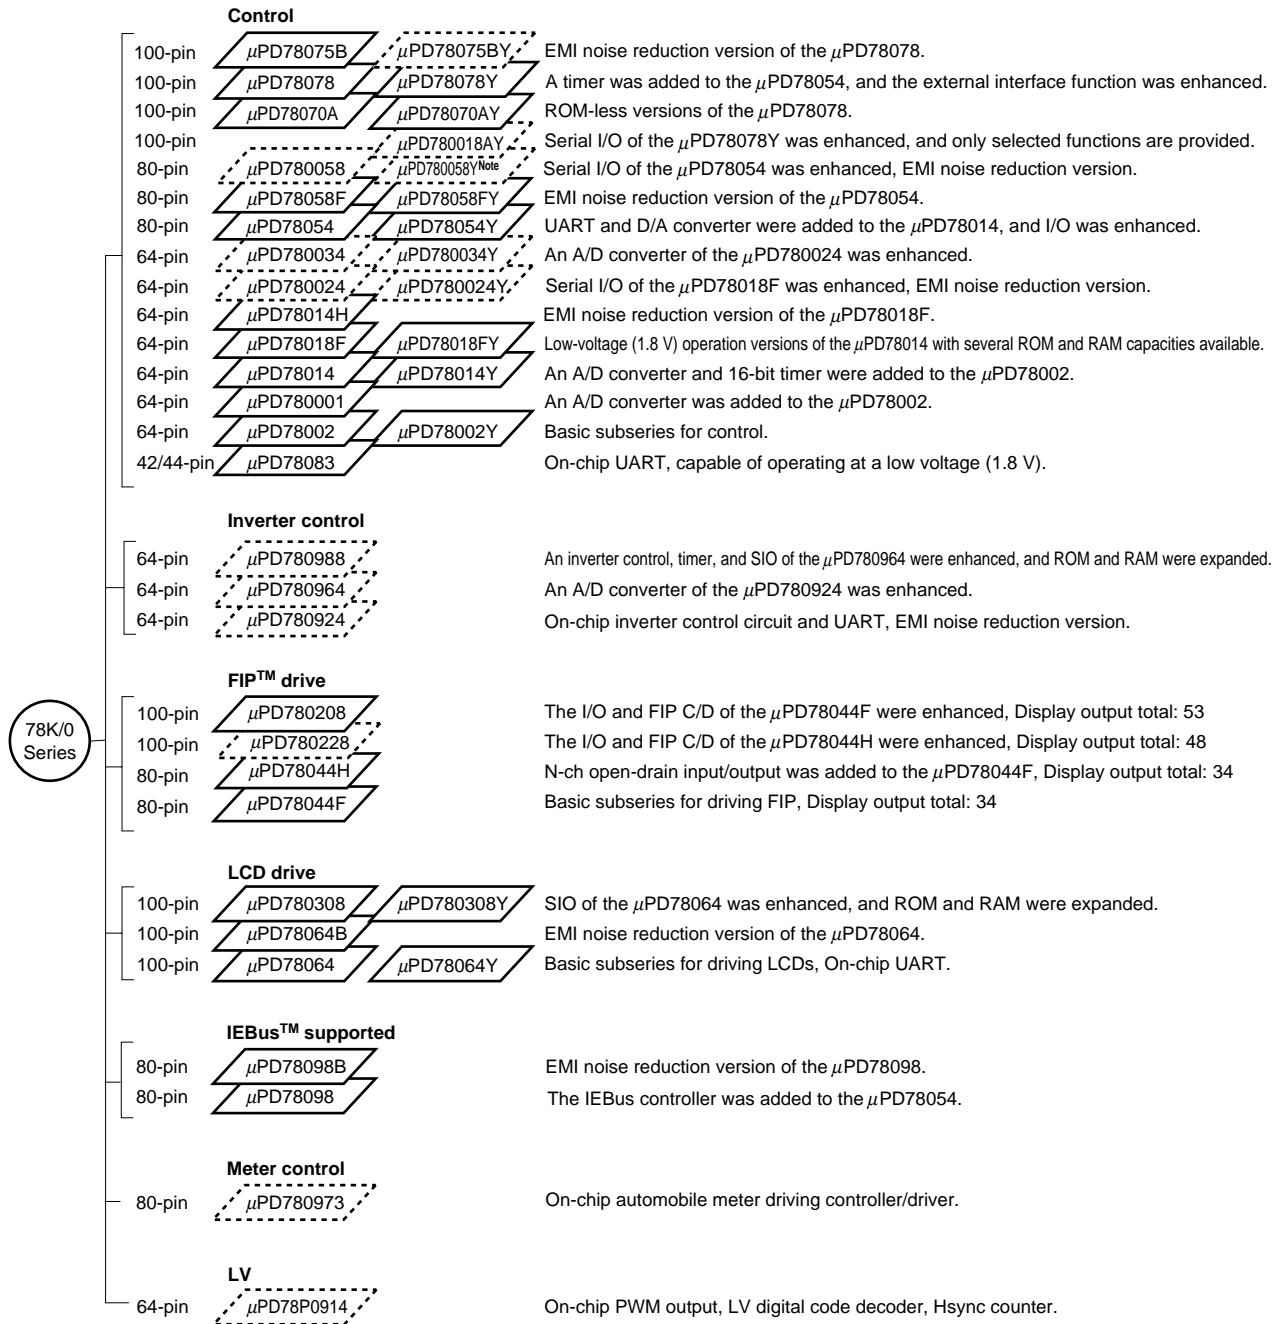 Control
100-pin μPD78075B μPD78075BY EMI noise reduction version of the μPD78078.
100-pin μPD78078 μPD78078Y A timer was added to the μPD78054, and the external interface function was enhanced.
100-pin μPD78070A μPD78070AY ROM-less versions of the μPD78078.
100-pin μPD780018AY Serial I/O of the μPD78078Y was enhanced, and only selected functions are provided.
80-pin μPD780058 μPD780058YNote Serial I/O of the μPD78054 was enhanced, EMI noise reduction version.
80-pin μPD78058F μPD78058FY EMI noise reduction version of the μPD78054.
80-pin μPD78054 μPD78054Y UART and D/A converter were added to the μPD78014, and I/O was enhanced.
64-pin μPD780034 μPD780034Y An A/D converter of the μPD780024 was enhanced.
64-pin μPD780024 μPD780024Y Serial I/O of the μPD78018F was enhanced, EMI noise reduction version.
64-pin μPD78014H EMI noise reduction version of the μPD78018F.
64-pin μPD78018F μPD78018FY Low-voltage (1.8 V) operation versions of the μPD78014 with several ROM and RAM capacities available.
64-pin μPD78014 μPD78014Y An A/D converter and 16-bit timer were added to the μPD78002.
64-pin μPD780001 An A/D converter was added to the μPD78002.
64-pin μPD78002 μPD78002Y Basic subseries for control.
42/44-pin μPD78083 On-chip UART, capable of operating at a low voltage (1.8 V).
Inverter control
64-pin μPD780988 An inverter control, timer, and SIO of the μPD780964 were enhanced, and ROM and RAM were expanded.
64-pin μPD780964 An A/D converter of the μPD780924 was enhanced.
64-pin μPD780924 On-chip inverter control circuit and UART, EMI noise reduction version.
FIPTM drive
78K/0
Series
100-pin μPD780208 The I/O and FIP C/D of the μPD78044F were enhanced, Display output total: 53
100-pin μPD780228 The I/O and FIP C/D of the μPD78044H were enhanced, Display output total: 48
80-pin μPD78044H N-ch open-drain input/output was added to the μPD78044F, Display output total: 34
80-pin μPD78044F Basic subseries for driving FIP, Display output total: 34
LCD drive
100-pin μPD780308 μPD780308Y SIO of the μPD78064 was enhanced, and ROM and RAM were expanded.
100-pin μPD78064B EMI noise reduction version of the μPD78064.
100-pin μPD78064 μPD78064Y Basic subseries for driving LCDs, On-chip UART.
IEBusTM supported
80-pin μPD78098B EMI noise reduction version of the μPD78098.
80-pin μPD78098 The IEBus controller was added to the μPD78054.
Meter control
80-pin μPD780973 On-chip automobile meter driving controller/driver.
LV
64-pin μPD78P0914 On-chip PWM output, LV digital code decoder, Hsync counter.